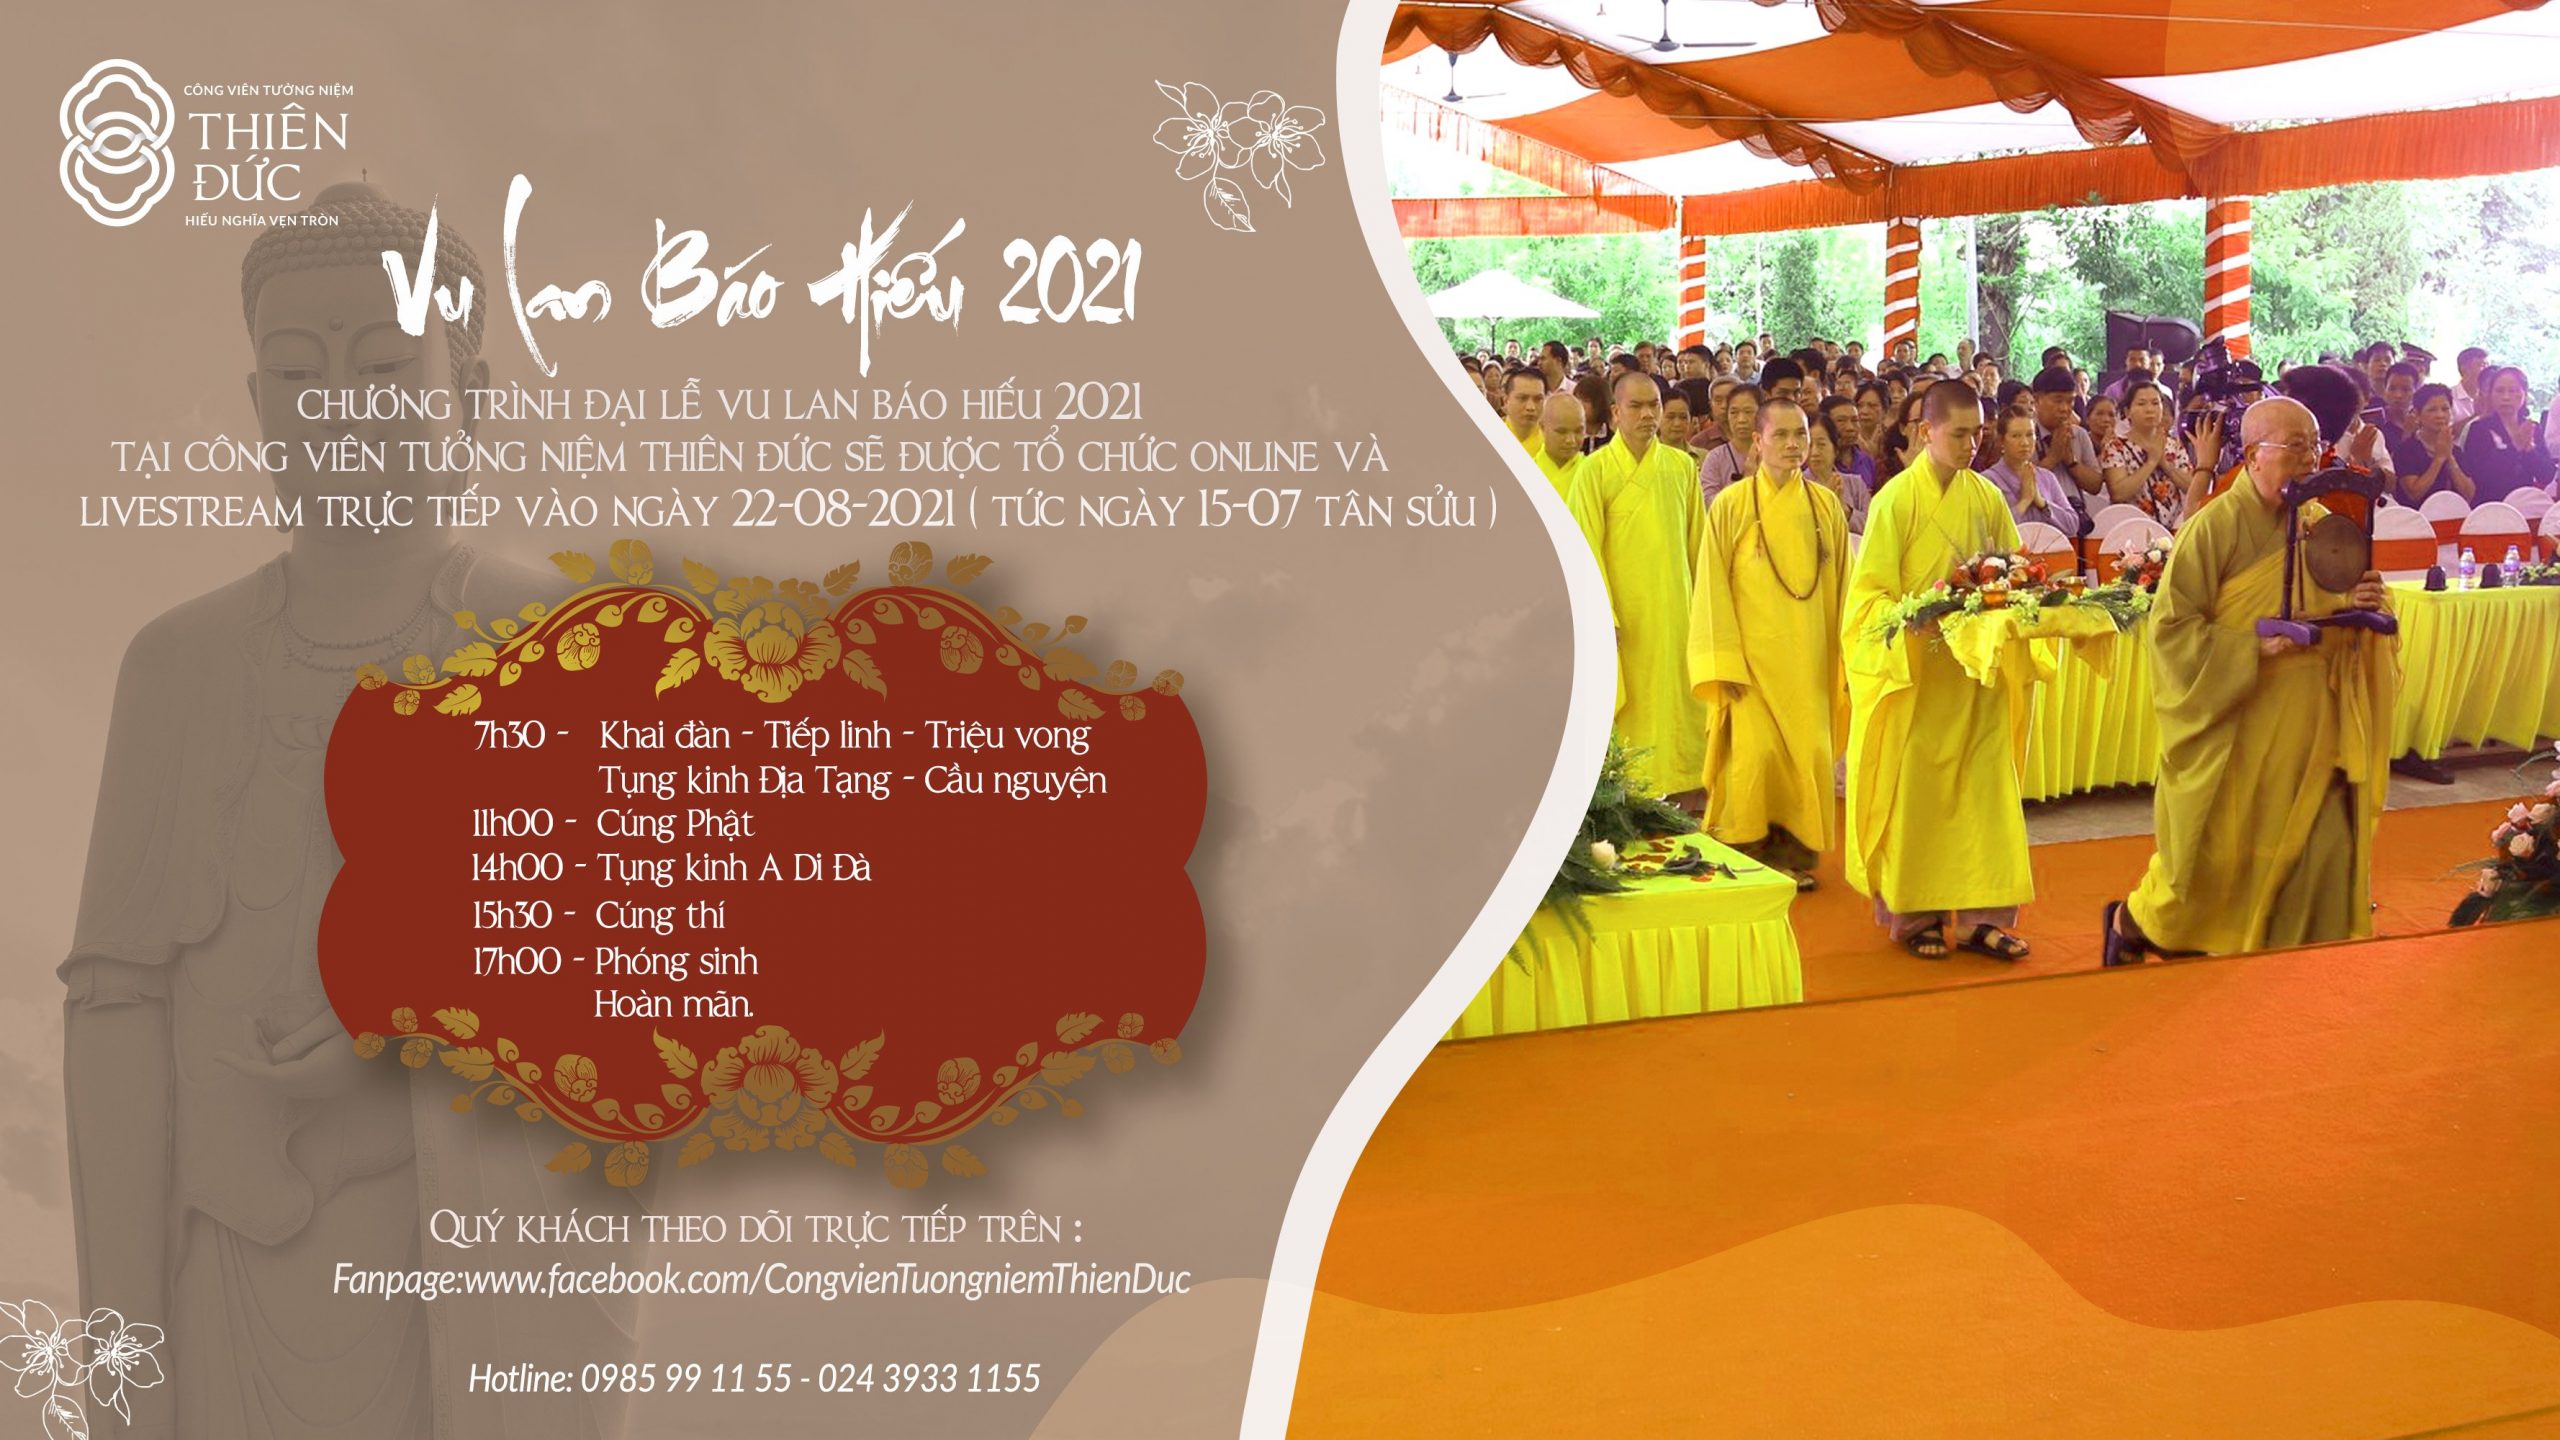 CÔNG VIÊN TƯỞNG NIỆM
THIÊN
ĐỨC
HIẾU NGHĨA VẸN TRÒN
Vu Lan Báo Hiếu 2021
CHƯƠNG TRÌNH ĐẠI LỄ VU LAN BÁO HIẾU 2021
TẠI CÔNG VIÊN TƯỞNG NIỆM THIÊN ĐỨC SẼ ĐƯỢC TỔ CHỨC ONLINE VÀ
LIVESTREAM TRỰC TIẾP VÀO NGÀY 22-08-2021 ( TỨC NGÀY 15-07 TÂN SỬU )
7h30 - Khai đàn - Tiếp linh - Triệu vong
Tụng kinh Địa Tạng - Cầu nguyện
11h00 - Cúng Phật
14h00 - Tụng kinh A Di Đà
15h30 - Cúng thí
17h00 - Phóng sinh
Hoàn mãn.
QUÝ KHÁCH THEO DÕI TRỰC TIẾP TRÊN :
Fanpage:www.facebook.com/CongvienTuongniemThienDuc
Hotline: 0985 99 11 55 - 024 3933 1155